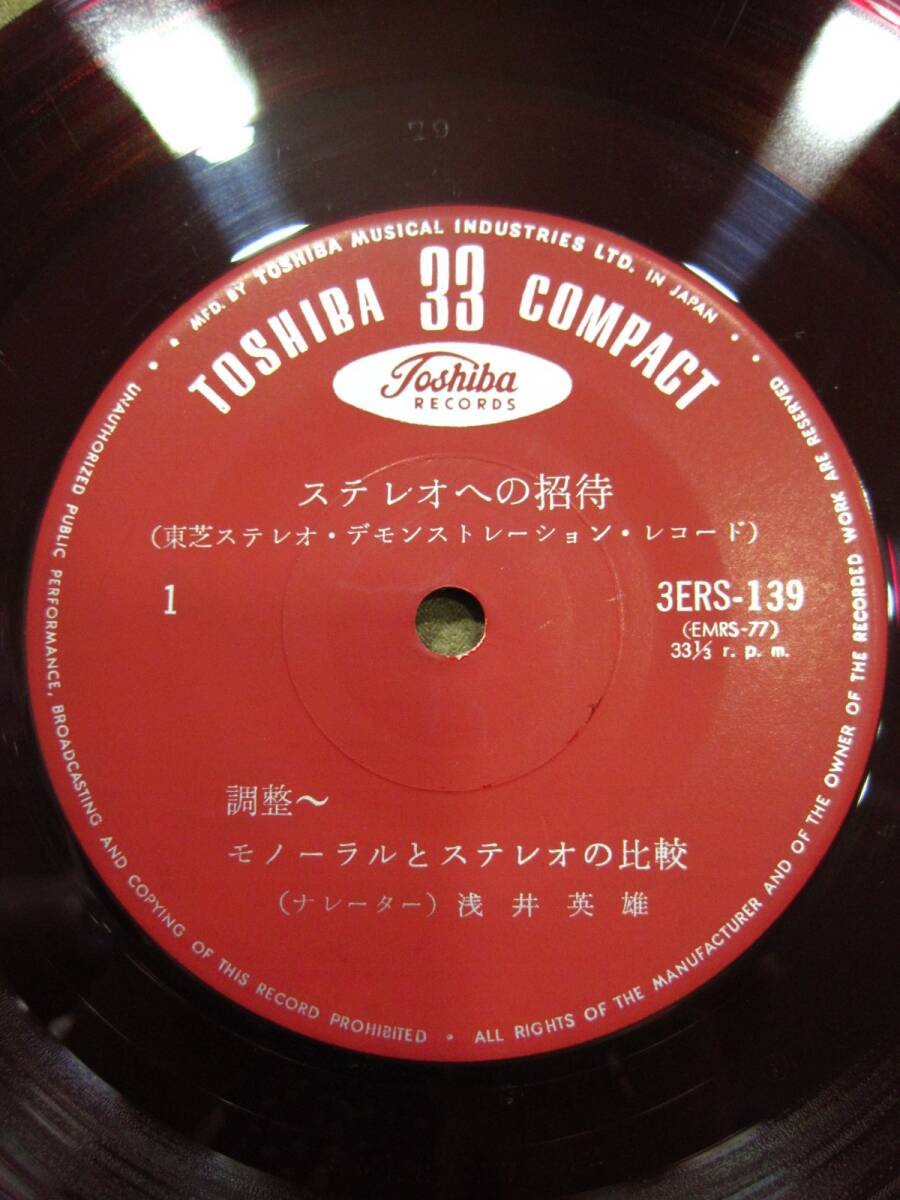 79
· · MFD. BY TOSHIBA MUSICAL INDUSTRIES LTD. IN JAPAN · ·
TOSHIBA 33 COMPACT
Toshiba
RECORDS
ステレオへの招待
(東芝ステレオ・デモンストレーション・レコード)
1
3ERS-139
(EMRS-77)
33⅓ r. p. m.
調整～
モノーラルとステレオの比較
(ナレーター) 浅井英雄
UNAUTHORIZED PUBLIC PERFORMANCE, BROADCASTING AND COPYING OF THIS RECORD PROHIBITED · ALL RIGHTS OF THE MANUFACTURER AND OF THE OWNER OF THE RECORDED WORK ARE RESERVED